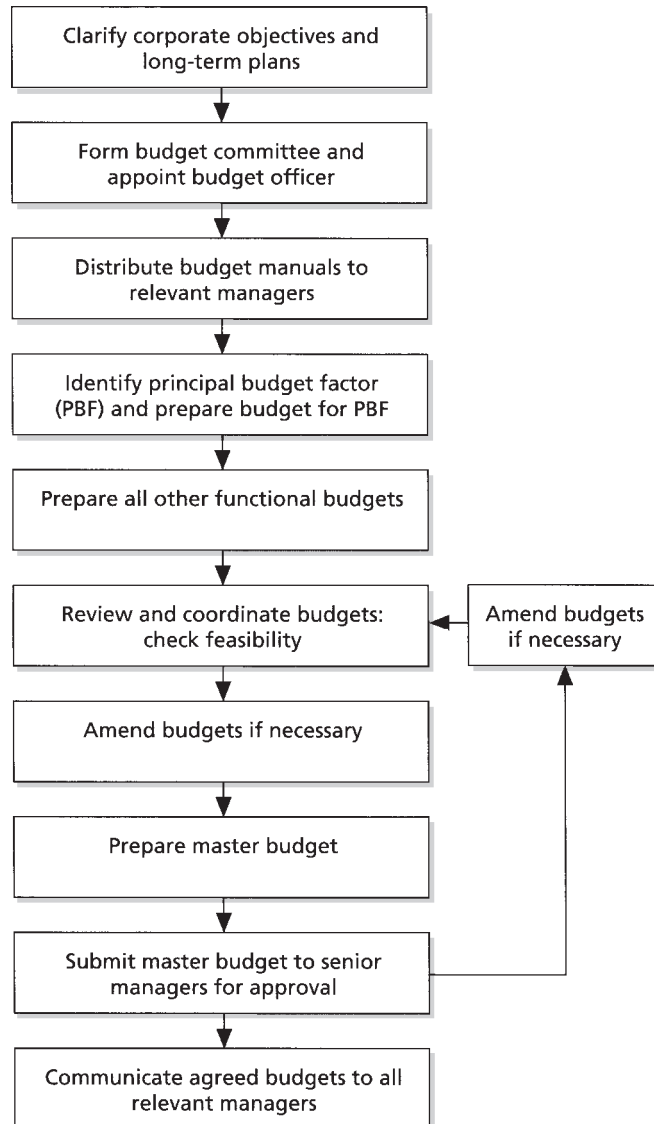 Clarify corporate objectives and
long-term plans
Form budget committee and
appoint budget officer
Distribute budget manuals to
relevant managers
Identify principal budget factor
(PBF) and prepare budget for PBF
Prepare all other functional budgets
Review and coordinate budgets:
check feasibility
Amend budgets
if necessary
Amend budgets if necessary
Prepare master budget
Submit master budget to senior
managers for approval
Communicate agreed budgets to all
relevant managers